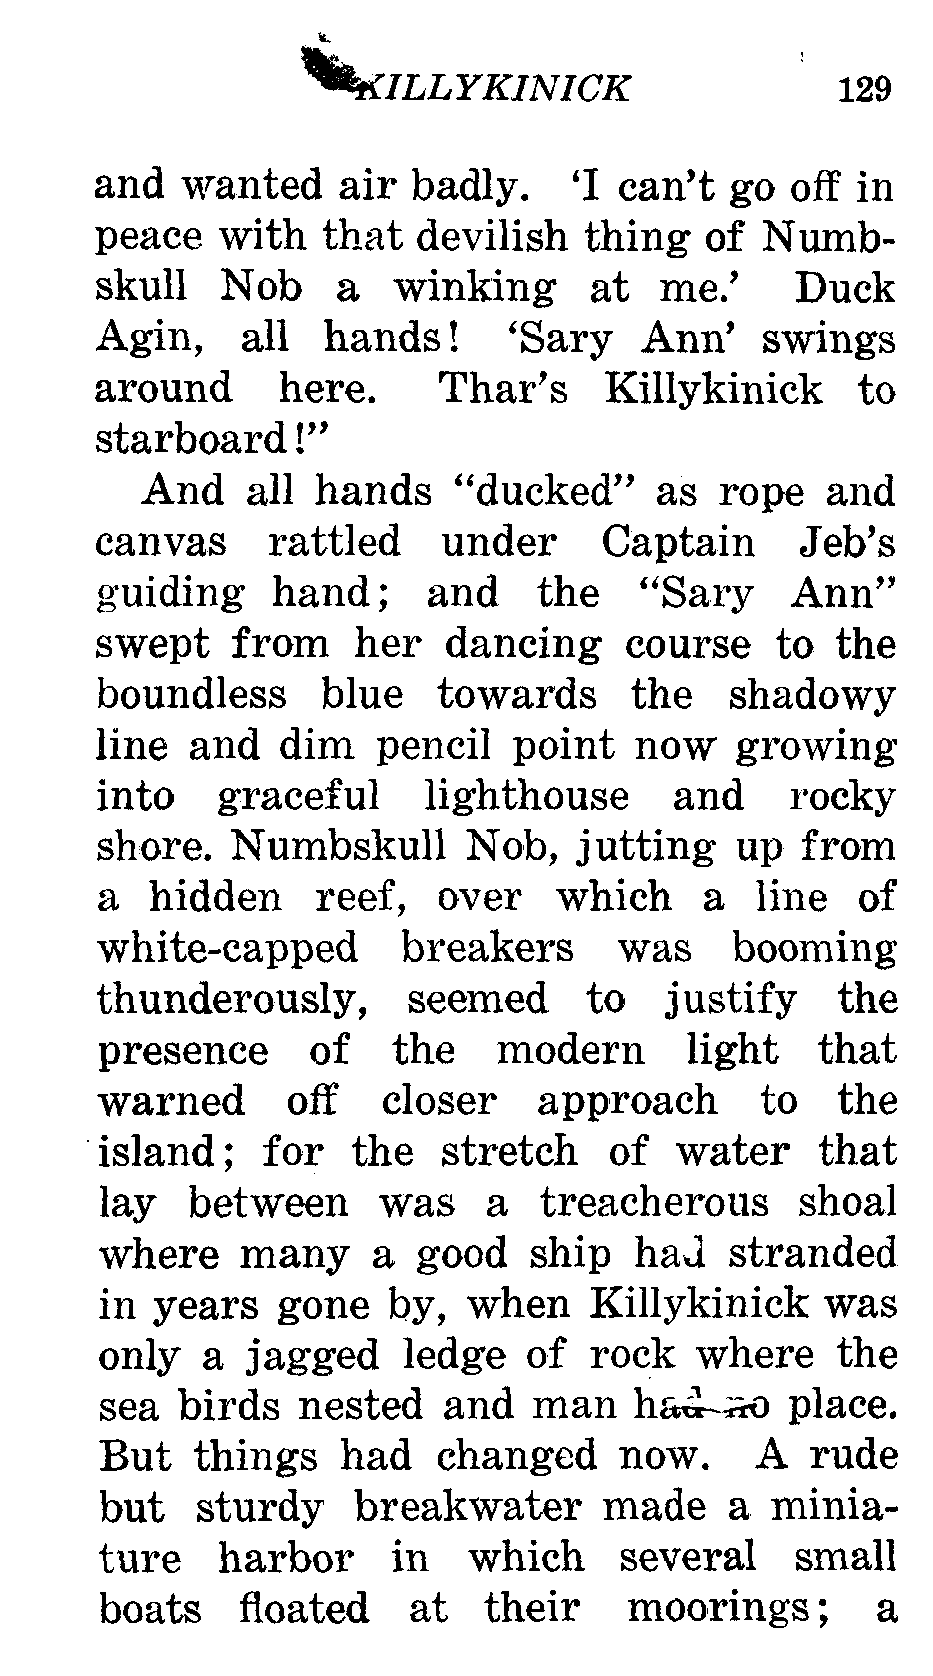 KILLYKINICK 129
and wanted air badly. ‘I can’t go off in
peace with that devilish thing of Numb-
skull Nob a winking at me.’ Duck
Agin, all hands! ‘Sary Ann’ swings
around here. Thar’s Killykinick to
starboard!”
And all hands “ducked” as rope and
canvas rattled under Captain Jeb’s
guiding hand; and the “Sary Ann”
swept from her dancing course to the
boundless blue towards the shadowy
line and dim pencil point now growing
into graceful lighthouse and rocky
shore. Numbskull Nob, jutting up from
a hidden reef, over which a line of
white-capped breakers was booming
thunderously, seemed to justify the
presence of the modern light that
warned off closer approach to the
island; for the stretch of water that
lay between was a treacherous shoal
where many a good ship had stranded
in years gone by, when Killykinick was
only a jagged ledge of rock where the
sea birds nested and man had no place.
But things had changed now. A rude
but sturdy breakwater made a minia-
ture harbor in which several small
boats floated at their moorings; a